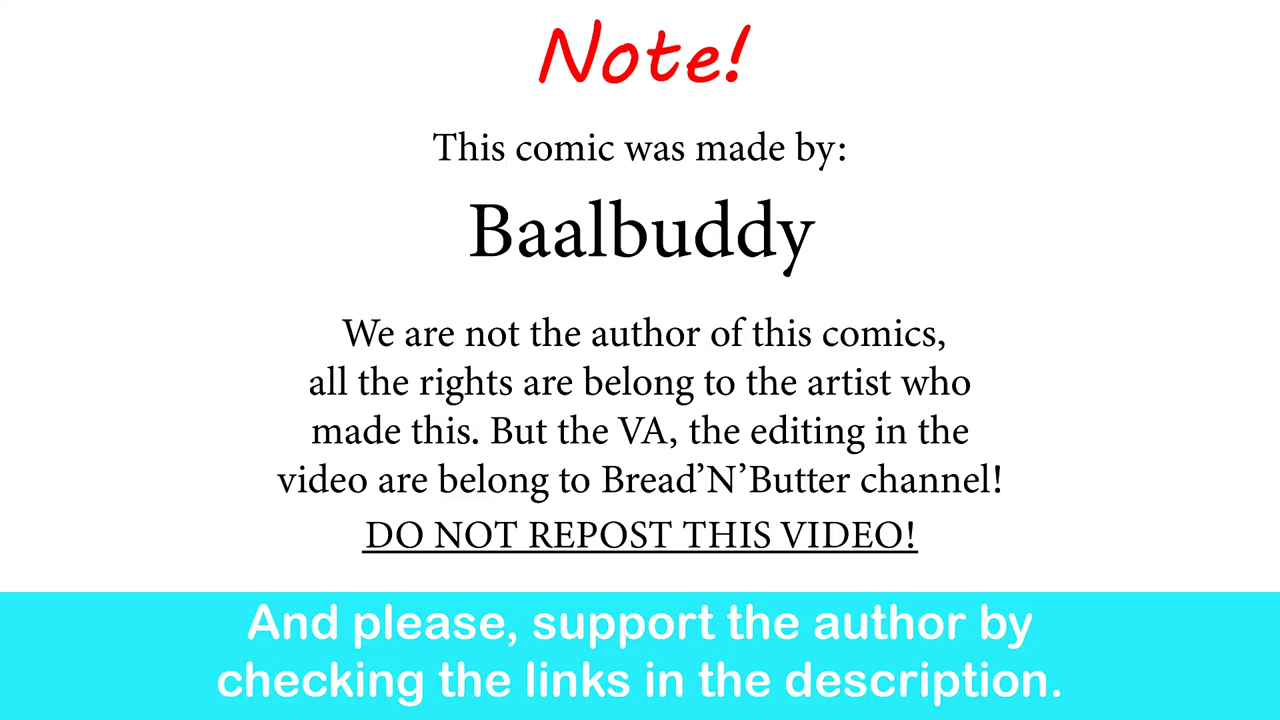 Note!
This comic was made by:
Baalbuddy
We are not the author of this comics,
all the rights are belong to the artist who
made this. But the VA, the editing in the
video are belong to Bread’N’Butter channel!
DO NOT REPOST THIS VIDEO!
And please, support the author by
checking the links in the description.